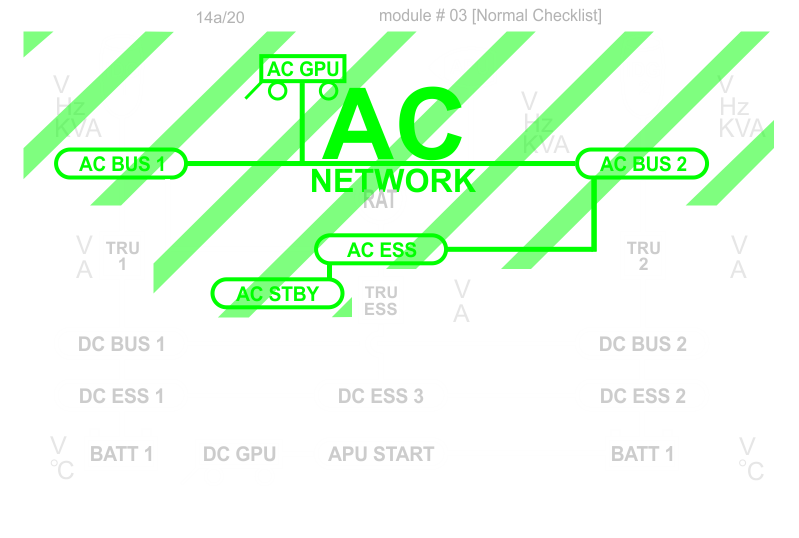 14a/20
module # 03 [Normal Checklist]
AC GPU
AC
V
Hz
KVA
V
Hz
KVA
V
Hz
KVA
AC BUS 1
AC BUS 2
NETWORK
RAT
V
A
TRU
1
AC ESS
TRU
2
V
A
AC STBY
TRU
ESS
V
A
DC BUS 1
DC BUS 2
DC ESS 1
DC ESS 3
DC ESS 2
V
°C
BATT 1
DC GPU
APU START
BATT 1
V
°C